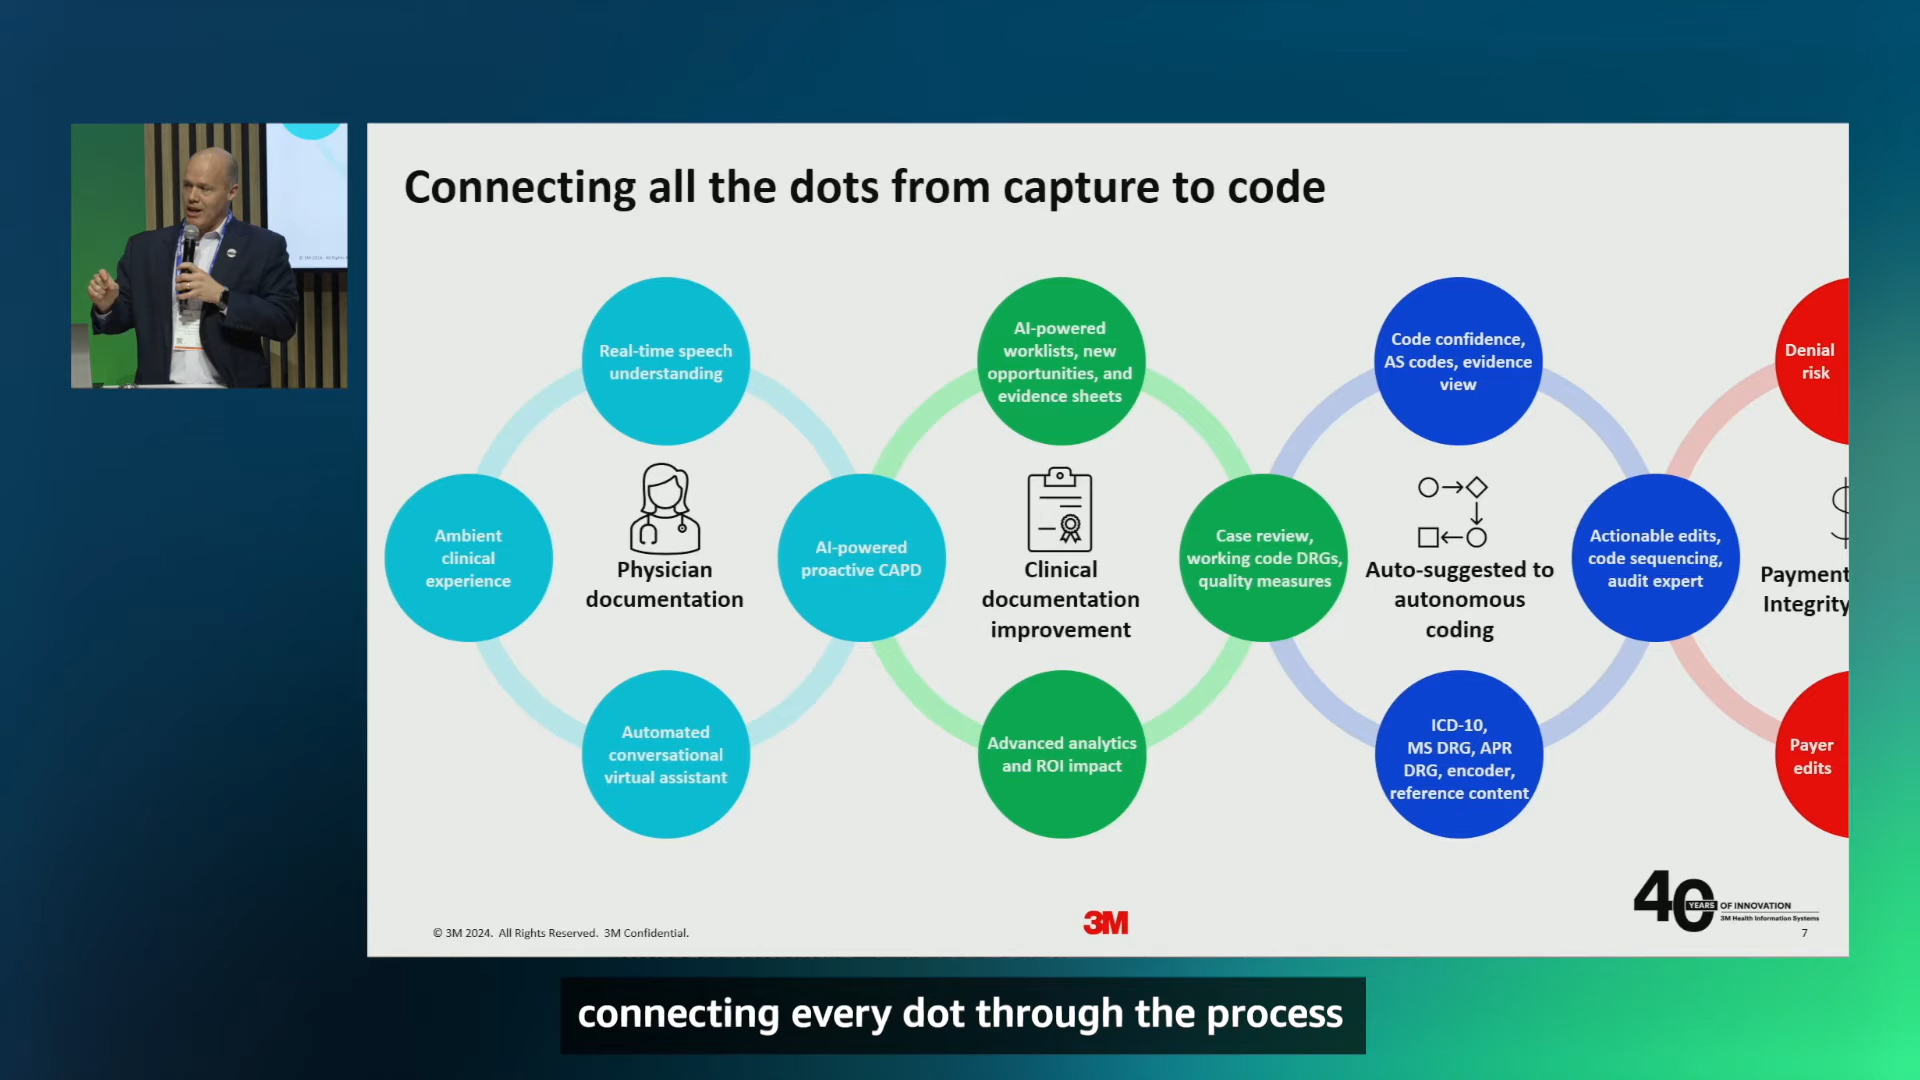 Connecting all the dots from capture to code
Real-time speech
understanding
AI-powered
worklists, new
opportunities, and
evidence sheets
Code confidence,
AS codes, evidence
view
Denial
risk
Ambient
clinical
experience
Physician
documentation
AI-powered
proactive CAPD
Clinical
documentation
improvement
Case review,
working code DRGs,
quality measures
Auto-suggested to
autonomous
coding
Actionable edits,
code sequencing,
audit expert
Payment
Integrity
Automated
conversational
virtual assistant
Advanced analytics
and ROI impact
ICD-10,
MS DRG, APR
DRG, encoder,
reference content
Payer
edits
© 3M 2024. All Rights Reserved. 3M Confidential.
3M
40 YEARS OF INNOVATION
3M Health Information Systems
7
connecting every dot through the process